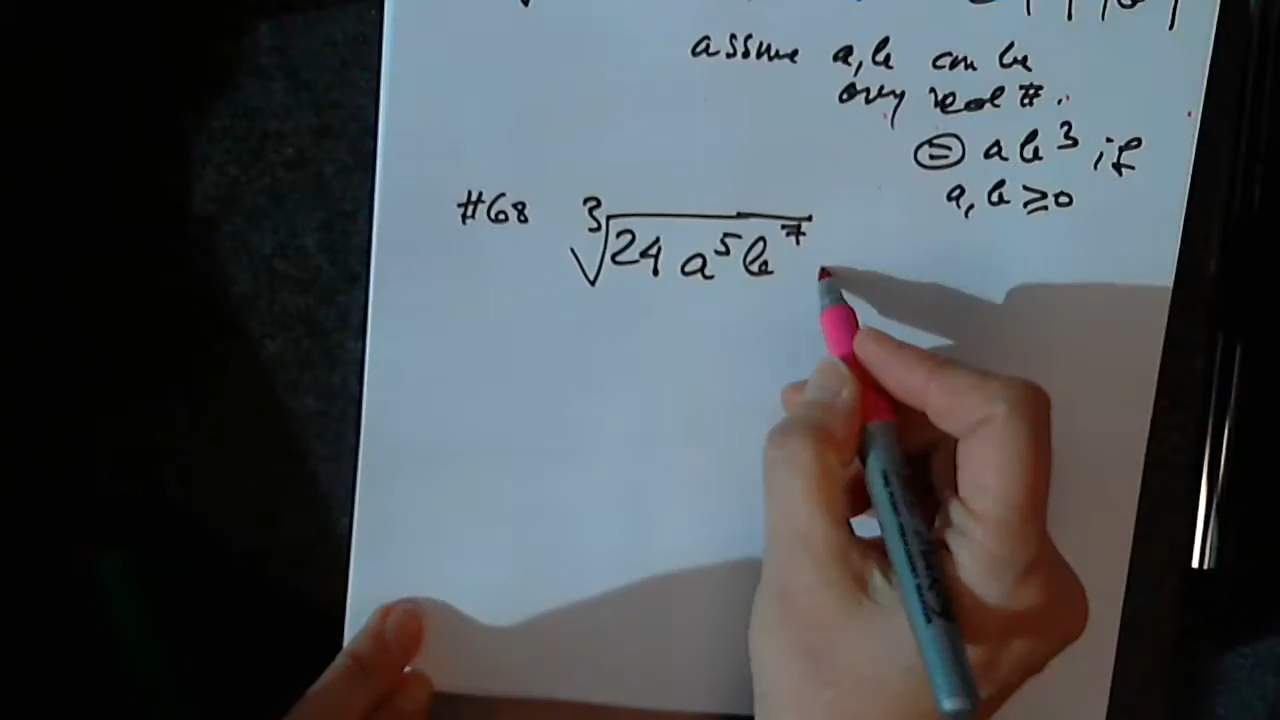 assume a, b can be
any real #.
= ab³ if
a, b ≥ 0
#68 ∛(24a⁵b⁷)